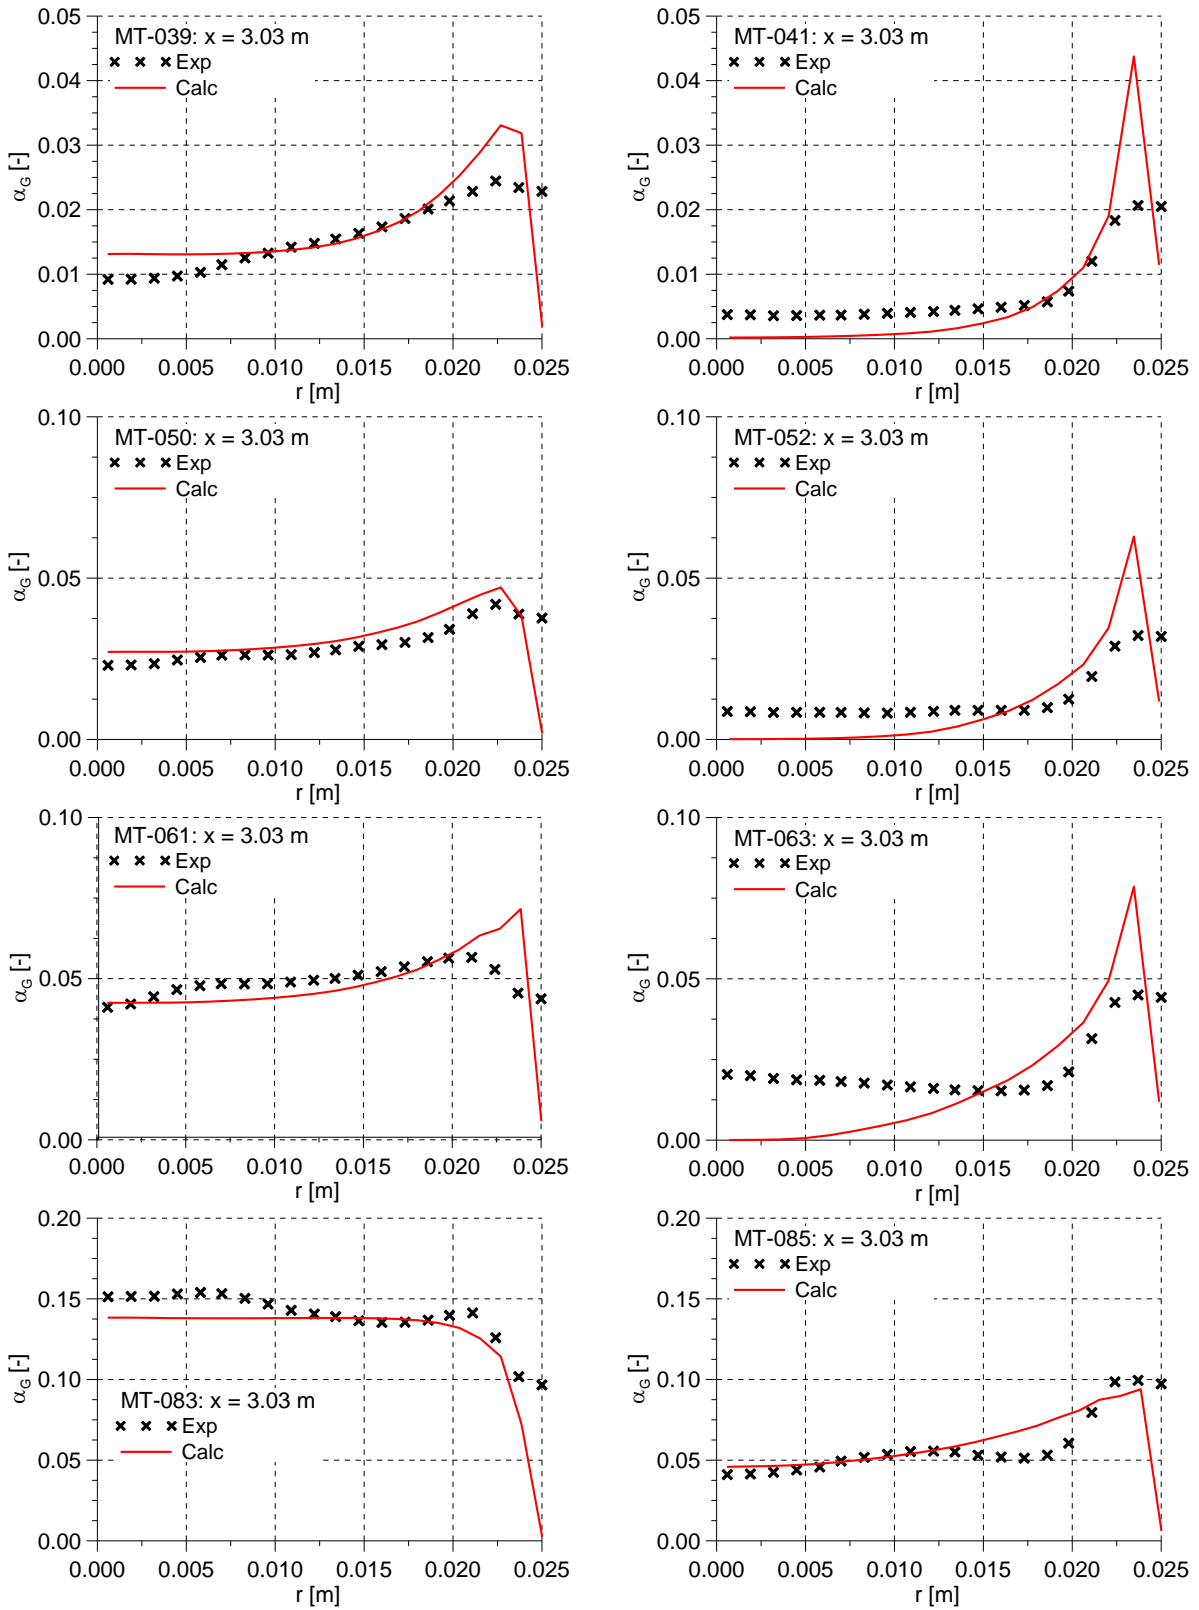 MT-039: x = 3.03 m
Exp
Calc
0.05
0.04
0.03
0.02
0.01
0.00
αG [-]
0.000 0.005 0.010 0.015 0.020 0.025
r [m]
MT-041: x = 3.03 m
Exp
Calc
0.05
0.04
0.03
0.02
0.01
0.00
αG [-]
0.000 0.005 0.010 0.015 0.020 0.025
r [m]
MT-050: x = 3.03 m
Exp
Calc
0.10
0.05
0.00
αG [-]
0.000 0.005 0.010 0.015 0.020 0.025
r [m]
MT-052: x = 3.03 m
Exp
Calc
0.10
0.05
0.00
αG [-]
0.000 0.005 0.010 0.015 0.020 0.025
r [m]
MT-061: x = 3.03 m
Exp
Calc
0.10
0.05
0.00
αG [-]
0.000 0.005 0.010 0.015 0.020 0.025
r [m]
MT-063: x = 3.03 m
Exp
Calc
0.10
0.05
0.00
αG [-]
0.000 0.005 0.010 0.015 0.020 0.025
r [m]
0.20
0.15
0.10
0.05
0.00
αG [-]
MT-083: x = 3.03 m
Exp
Calc
0.000 0.005 0.010 0.015 0.020 0.025
r [m]
MT-085: x = 3.03 m
Exp
Calc
0.20
0.15
0.10
0.05
0.00
αG [-]
0.000 0.005 0.010 0.015 0.020 0.025
r [m]